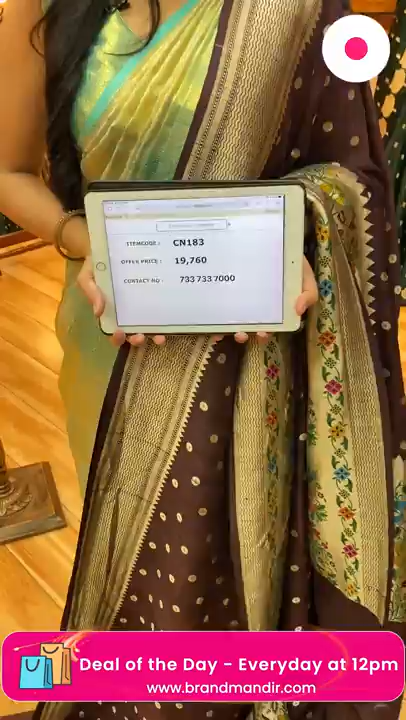 ITEMCODE : CN183
OFFER PRICE : 19,760
CONTACT NO : 733 733 7000
Deal of the Day - Everyday at 12pm
www.brandmandir.com